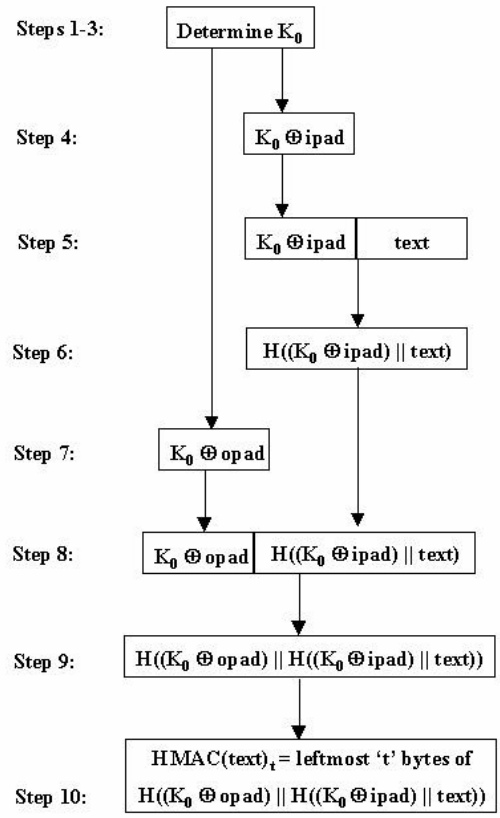 Steps 1-3: Determine K₀
Step 4: K₀ ⊕ ipad
Step 5: K₀ ⊕ ipad text
Step 6: H((K₀ ⊕ ipad) || text)
Step 7: K₀ ⊕ opad
Step 8: K₀ ⊕ opad H((K₀ ⊕ ipad) || text)
Step 9: H((K₀ ⊕ opad) || H((K₀ ⊕ ipad) || text))
HMAC(text)ₜ = leftmost ‘t’ bytes of
Step 10: H((K₀ ⊕ opad) || H((K₀ ⊕ ipad) || text))